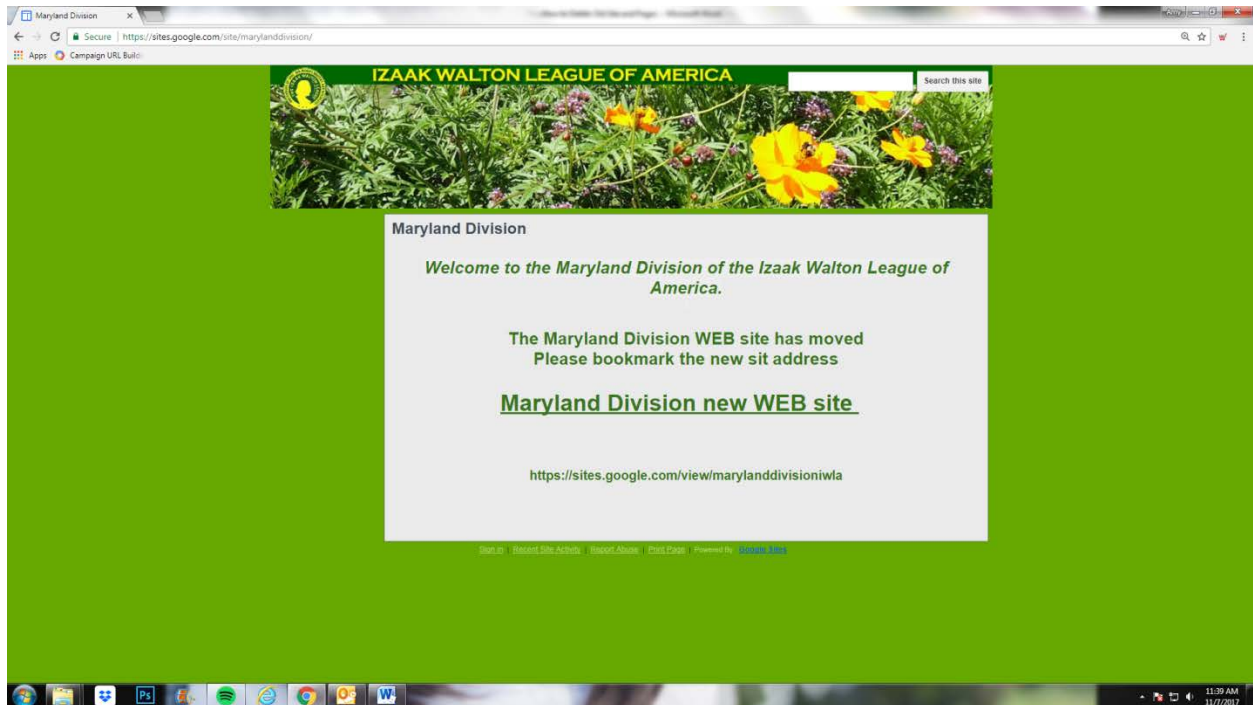 Maryland Division
Secure | https://sites.google.com/site/marylanddivision/
Apps Campaign URL Build
IZAAK WALTON LEAGUE OF AMERICA
Search this site
Maryland Division
Welcome to the Maryland Division of the Izaak Walton League of
America.
The Maryland Division WEB site has moved
Please bookmark the new sit address
Maryland Division new WEB site
https://sites.google.com/view/marylanddivisioniwla
Sign in | Recent Site Activity | Report Abuse | Print Page | Powered By Google Sites
Ps
11:39 AM
11/7/2017